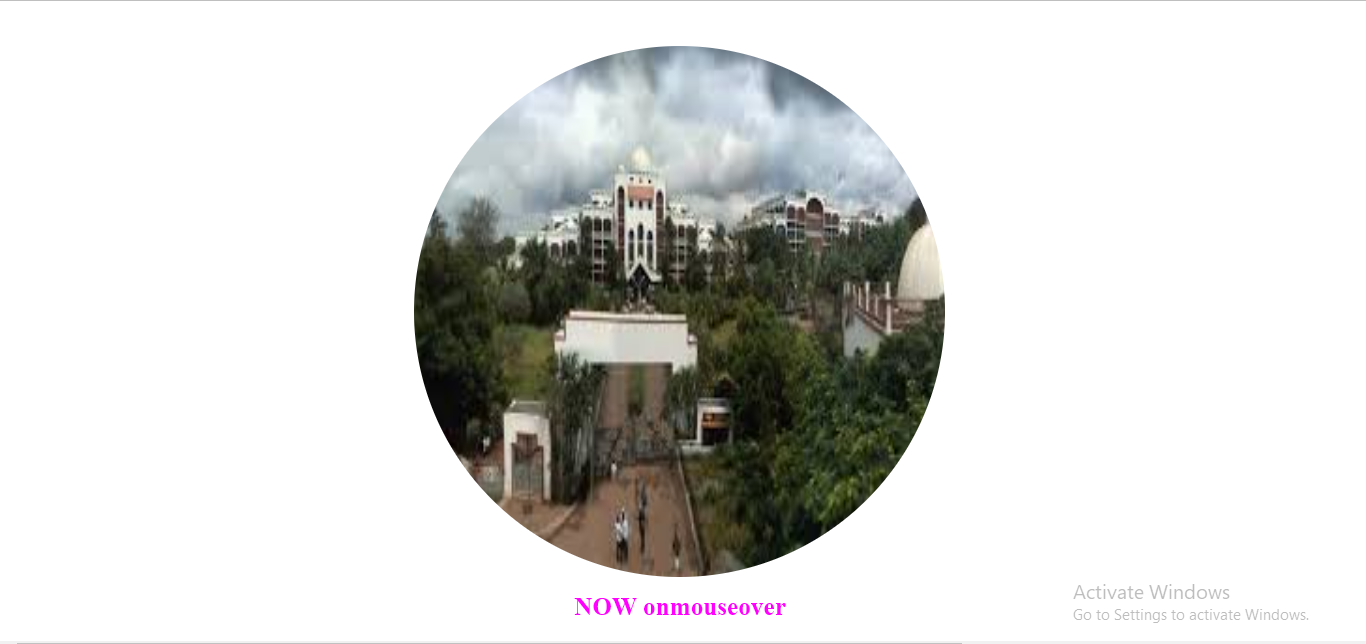 NOW onmouseover
Activate Windows
Go to Settings to activate Windows.